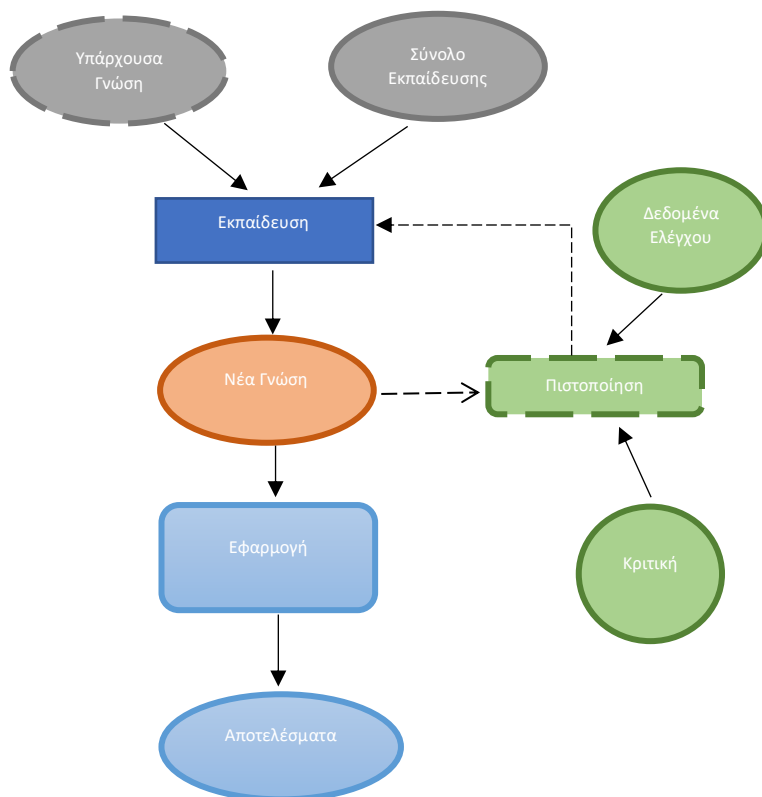 Υπάρχουσα
Γνώση
Σύνολο
Εκπαίδευσης
Εκπαίδευση
Δεδομένα
Ελέγχου
Νέα Γνώση
Πιστοποίηση
Εφαρμογή
Κριτική
Αποτελέσματα